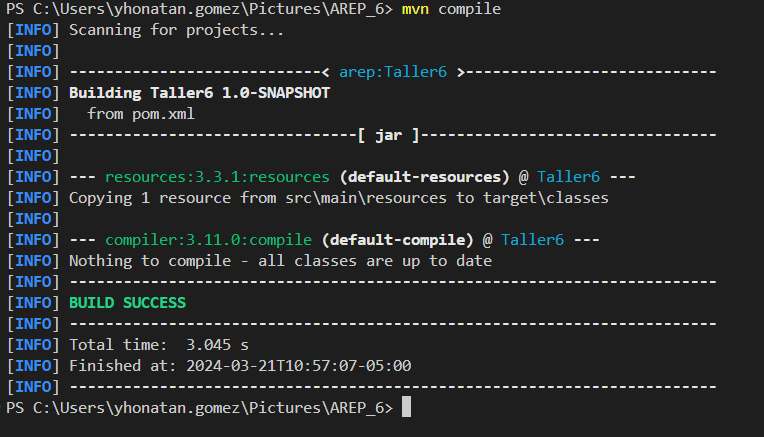 PS C:\Users\yhonatan.gomez\Pictures\AREP_6> mvn compile
[INFO] Scanning for projects...
[INFO]
[INFO] ----------------------------< arep:Taller6 >----------------------------
[INFO] Building Taller6 1.0-SNAPSHOT
[INFO]   from pom.xml
[INFO] --------------------------------[ jar ]---------------------------------
[INFO]
[INFO] --- resources:3.3.1:resources (default-resources) @ Taller6 ---
[INFO] Copying 1 resource from src\main\resources to target\classes
[INFO]
[INFO] --- compiler:3.11.0:compile (default-compile) @ Taller6 ---
[INFO] Nothing to compile - all classes are up to date
[INFO] ------------------------------------------------------------------------
[INFO] BUILD SUCCESS
[INFO] ------------------------------------------------------------------------
[INFO] Total time:  3.045 s
[INFO] Finished at: 2024-03-21T10:57:07-05:00
[INFO] ------------------------------------------------------------------------
PS C:\Users\yhonatan.gomez\Pictures\AREP_6>